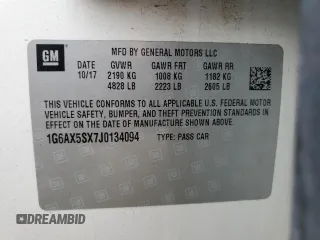 GM
MFD BY GENERAL MOTORS LLC
DATE GVWR GAWR FRT GAWR RR
10/17 2190 KG 1008 KG 1182 KG
4828 LB 2223 LB 2605 LB
THIS VEHICLE CONFORMS TO ALL APPLICABLE U.S. FEDERAL MOTOR
VEHICLE SAFETY, BUMPER, AND THEFT PREVENTION STANDARDS IN
EFFECT ON THE DATE OF MANUFACTURE SHOWN ABOVE.
1G6AX5SX7J0134094 TYPE: PASS CAR
DREAMBID